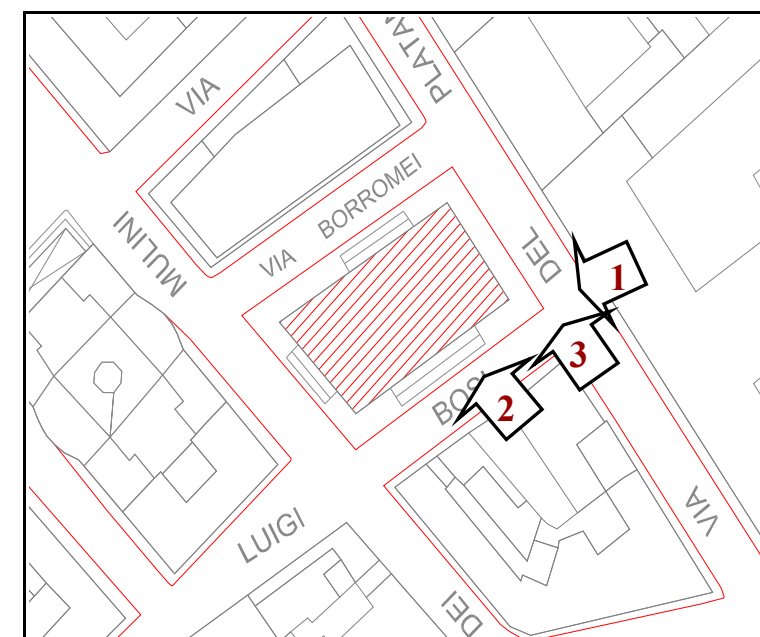 PLATA
VIA
BORROMEI
MULINI
VIA
DEL
1
3
BOSI
2
VIA
LUIGI
DEI